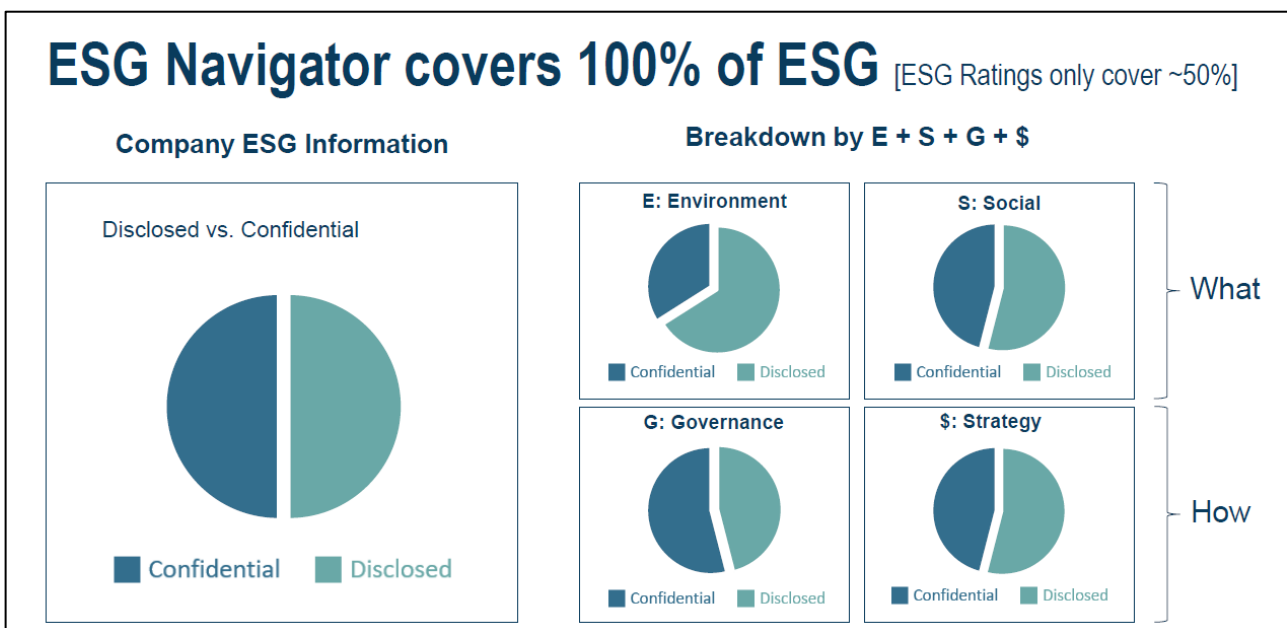 ESG Navigator covers 100% of ESG [ESG Ratings only cover ~50%]
Company ESG Information
Disclosed vs. Confidential
Confidential Disclosed
Breakdown by E + S + G + $
E: Environment
Confidential Disclosed
S: Social
Confidential Disclosed
What
G: Governance
Confidential Disclosed
$: Strategy
Confidential Disclosed
How